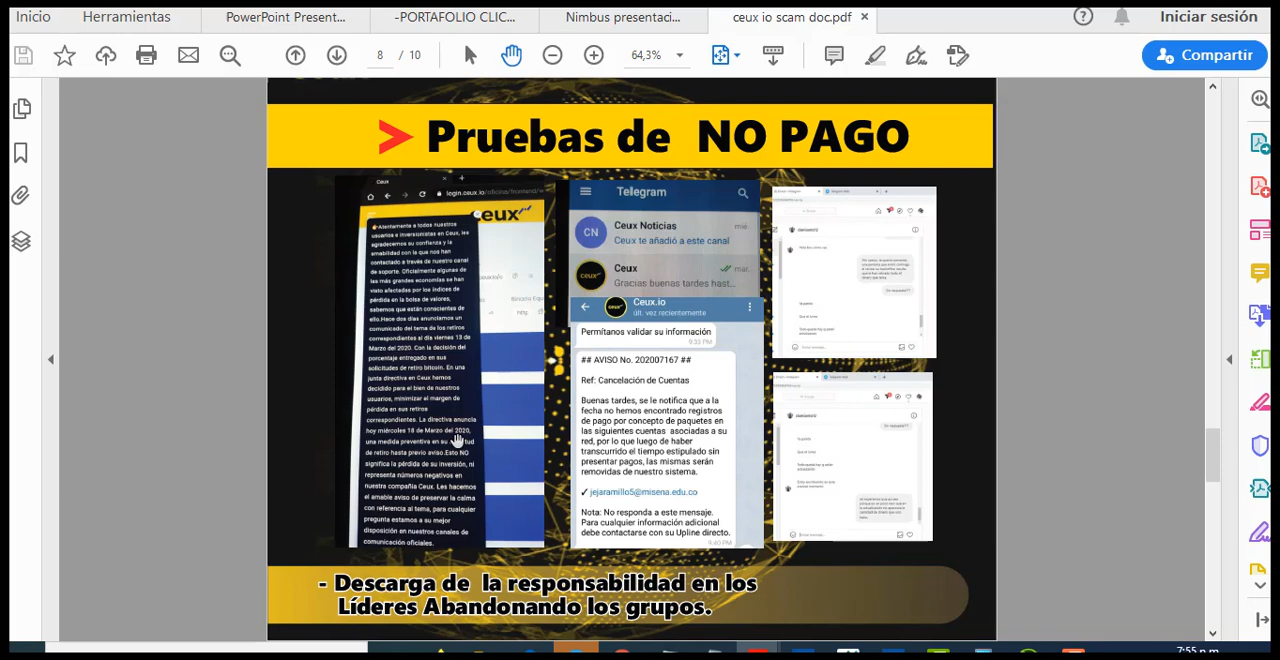 Inicio
Herramientas
PowerPoint Present...
-PORTAFOLIO CLIC...
Nimbus presentaci...
ceux io scam doc.pdf
Iniciar sesión
8 / 10
64,3%
Compartir
> Pruebas de NO PAGO
Ceux
login.ceux.io/oficina/frontend/
ceux
Atentamente a todos nuestros
usuarios e inversionistas en Ceux, les
agradecemos su confianza y la
amabilidad con la que nos han
contactado a través de nuestro canal
de soporte. Oficialmente algunas de
las más grandes economías se han
visto afectadas por los índices de
pérdida en la bolsa de valores,
sabemos que están conscientes de
ello.Hace dos días anunciamos un
comunicado del tema de los retiros
correspondientes al día viernes 13 de
Marzo del 2020. Con la decisión del
porcentaje entregado en sus
solicitudes de retiro bitcoin. En una
junta directiva en Ceux hemos
decidido para el bien de nuestros
usuarios, minimizar el margen de
pérdida en sus retiros
correspondientes. La directiva anuncia
hoy miércoles 18 de Marzo del 2020,
una medida preventiva en su
de retiro hasta previo aviso.Esto NO
significa la pérdida de su inversión, ni
representa números negativos en
nuestra compañía Ceux. Les hacemos
el amable aviso de preservar la calma
con referencia al tema, para cualquier
pregunta estamos a su mejor
disposición en nuestros canales de
comunicación oficiales.
Telegram
CN
Ceux Noticias
mié
Ceux te añadió a este canal
Ceux
mar.
Gracias buenas tardes hast...
Ceux.io
últ. vez recientemente
Permítanos validar su información
9:33 PM
## AVISO No. 202007167 ##
Ref: Cancelación de Cuentas
Buenas tardes, se le notifica que a la
fecha no hemos encontrado registros
de pago por concepto de paquetes en
las siguientes cuentas asociadas a su
red, por lo que luego de haber
transcurrido el tiempo estipulado sin
presentar pagos, las mismas serán
removidas de nuestro sistema.
✓ jejaramillo5@misena.edu.co
Nota: No responda a este mensaje.
Para cualquier información adicional
debe contactarse con su Upline directo.
9:40 PM
- Descarga de la responsabilidad en los
Líderes Abandonando los grupos.
7:55 p.m.